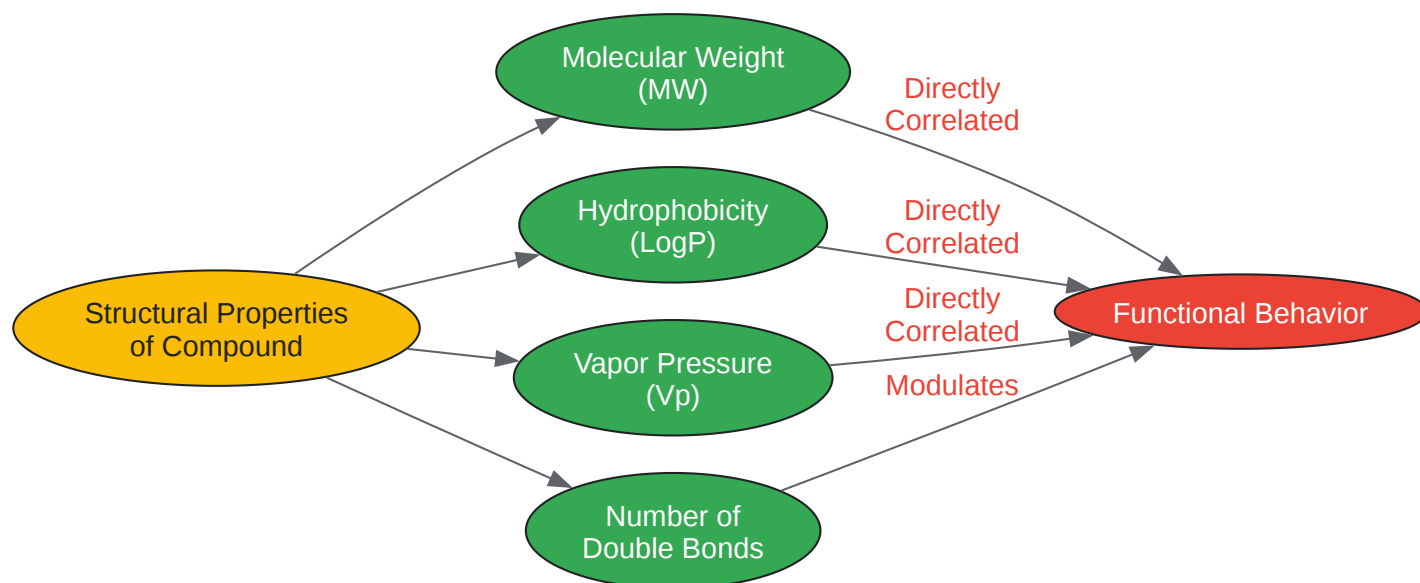 Molecular Weight
(MW)
Directly
Correlated
Hydrophobicity
(LogP)
Directly
Correlated
Structural Properties
of Compound
Directly
Correlated
Functional Behavior
Vapor Pressure
(Vp)
Modulates
Number of
Double Bonds